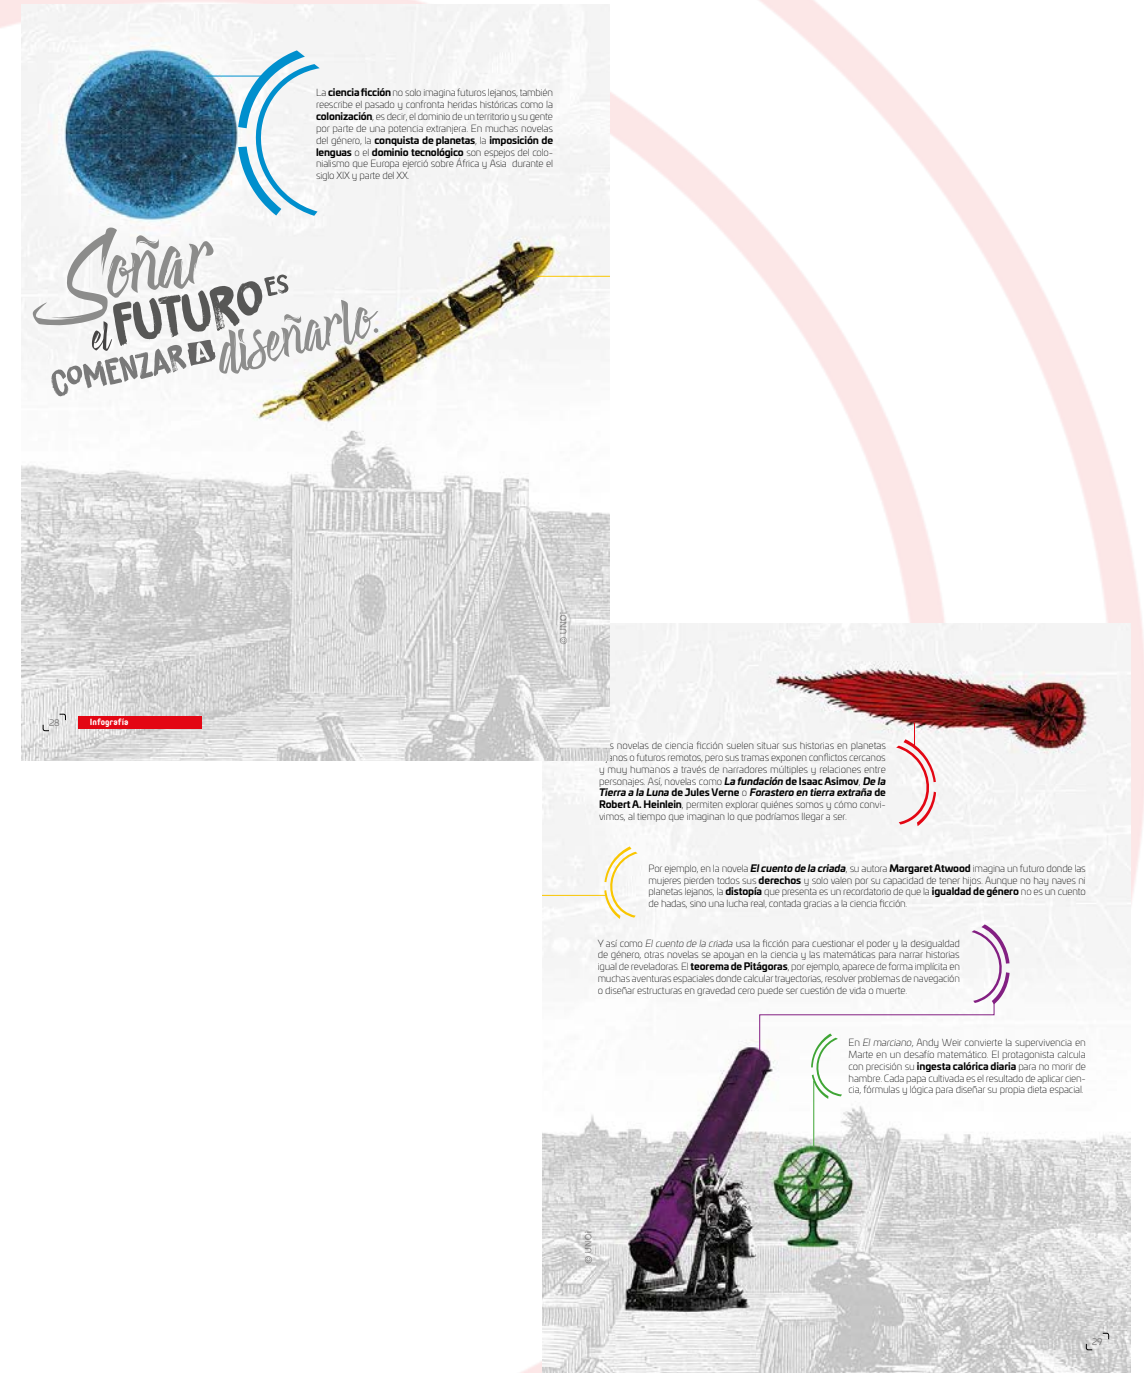 La ciencia ficción no solo imagina futuros lejanos, también
reescribe el pasado y confronta heridas históricas como la
colonización, es decir, el dominio de un territorio y su gente
por parte de una potencia extranjera. En muchas novelas
del género, la conquista de planetas, la imposición de
lenguas o el dominio tecnológico son espejos del colo-
nialismo que Europa ejerció sobre África y Asia durante el
siglo XIX y parte del XX.
Soñar
el FUTURO ES
COMENZAR A diseñarlo.
© UNOi
28
Infografía
novelas de ciencia ficción suelen situar sus historias en planetas
o futuros remotos, pero sus tramas exponen conflictos cercanos
y muy humanos a través de narradores múltiples y relaciones entre
personajes. Así, novelas como La fundación de Isaac Asimov, De la
Tierra a la Luna de Jules Verne o Forastero en tierra extraña de
Robert A. Heinlein, permiten explorar quiénes somos y cómo convi-
vimos, al tiempo que imaginan lo que podríamos llegar a ser.
Por ejemplo, en la novela El cuento de la criada, su autora Margaret Atwood imagina un futuro donde las
mujeres pierden todos sus derechos y solo valen por su capacidad de tener hijos. Aunque no hay naves ni
planetas lejanos, la distopía que presenta es un recordatorio de que la igualdad de género no es un cuento
de hadas, sino una lucha real, contada gracias a la ciencia ficción.
Y así como El cuento de la criada usa la ficción para cuestionar el poder y la desigualdad
de género, otras novelas se apoyan en la ciencia y las matemáticas para narrar historias
igual de reveladoras. El teorema de Pitágoras, por ejemplo, aparece de forma implícita en
muchas aventuras espaciales donde calcular trayectorias, resolver problemas de navegación
o diseñar estructuras en gravedad cero puede ser cuestión de vida o muerte.
En El marciano, Andy Weir convierte la supervivencia en
Marte en un desafío matemático. El protagonista calcula
con precisión su ingesta calórica diaria para no morir de
hambre. Cada papa cultivada es el resultado de aplicar cien-
cia, fórmulas y lógica para diseñar su propia dieta espacial.
© UNOi
29